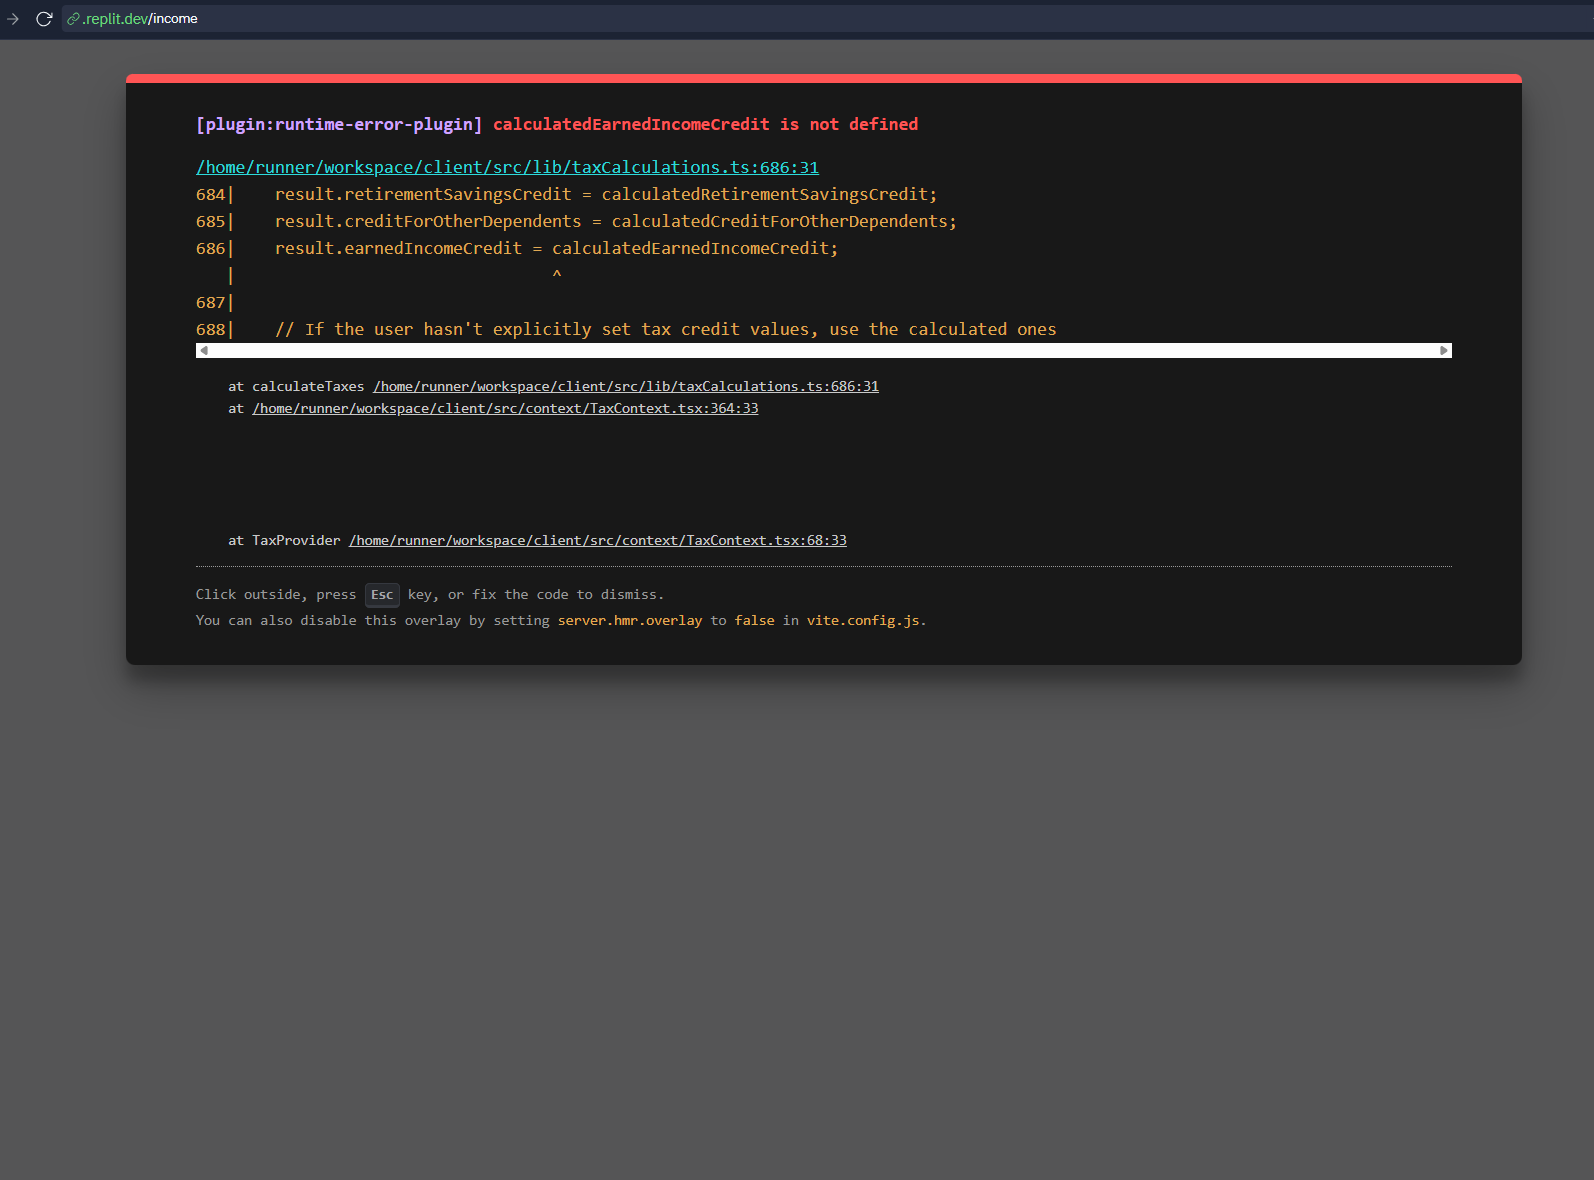 .replit.dev/income
[plugin:runtime-error-plugin] calculatedEarnedIncomeCredit is not defined
/home/runner/workspace/client/src/lib/taxCalculations.ts:686:31
684|    result.retirementSavingsCredit = calculatedRetirementSavingsCredit;
685|    result.creditForOtherDependents = calculatedCreditForOtherDependents;
686|    result.earnedIncomeCredit = calculatedEarnedIncomeCredit;
   |                                ^
687|
688|    // If the user hasn't explicitly set tax credit values, use the calculated ones
at calculateTaxes /home/runner/workspace/client/src/lib/taxCalculations.ts:686:31
at /home/runner/workspace/client/src/context/TaxContext.tsx:364:33
at TaxProvider /home/runner/workspace/client/src/context/TaxContext.tsx:68:33
Click outside, press Esc key, or fix the code to dismiss.
You can also disable this overlay by setting server.hmr.overlay to false in vite.config.js.